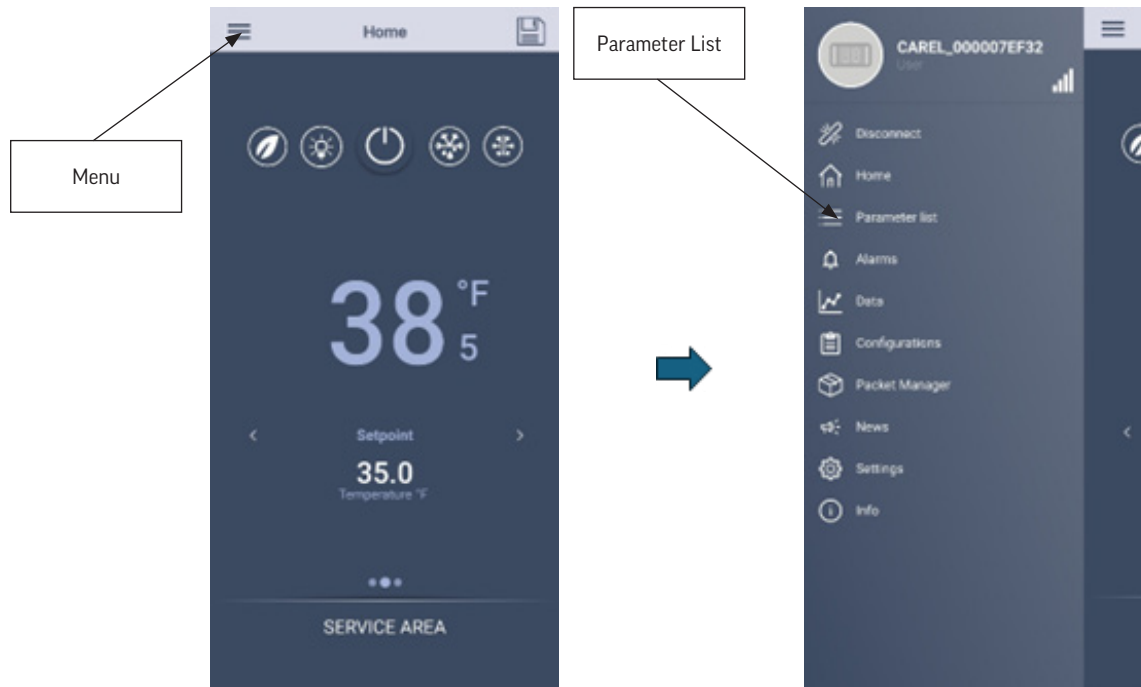 Home
Menu
38 °F
5
Setpoint
35.0
Temperature °F
SERVICE AREA
Parameter List
CAREL_000007EF32
User
Disconnect
Home
Parameter list
Alarms
Data
Configurations
Packet Manager
News
Settings
Info